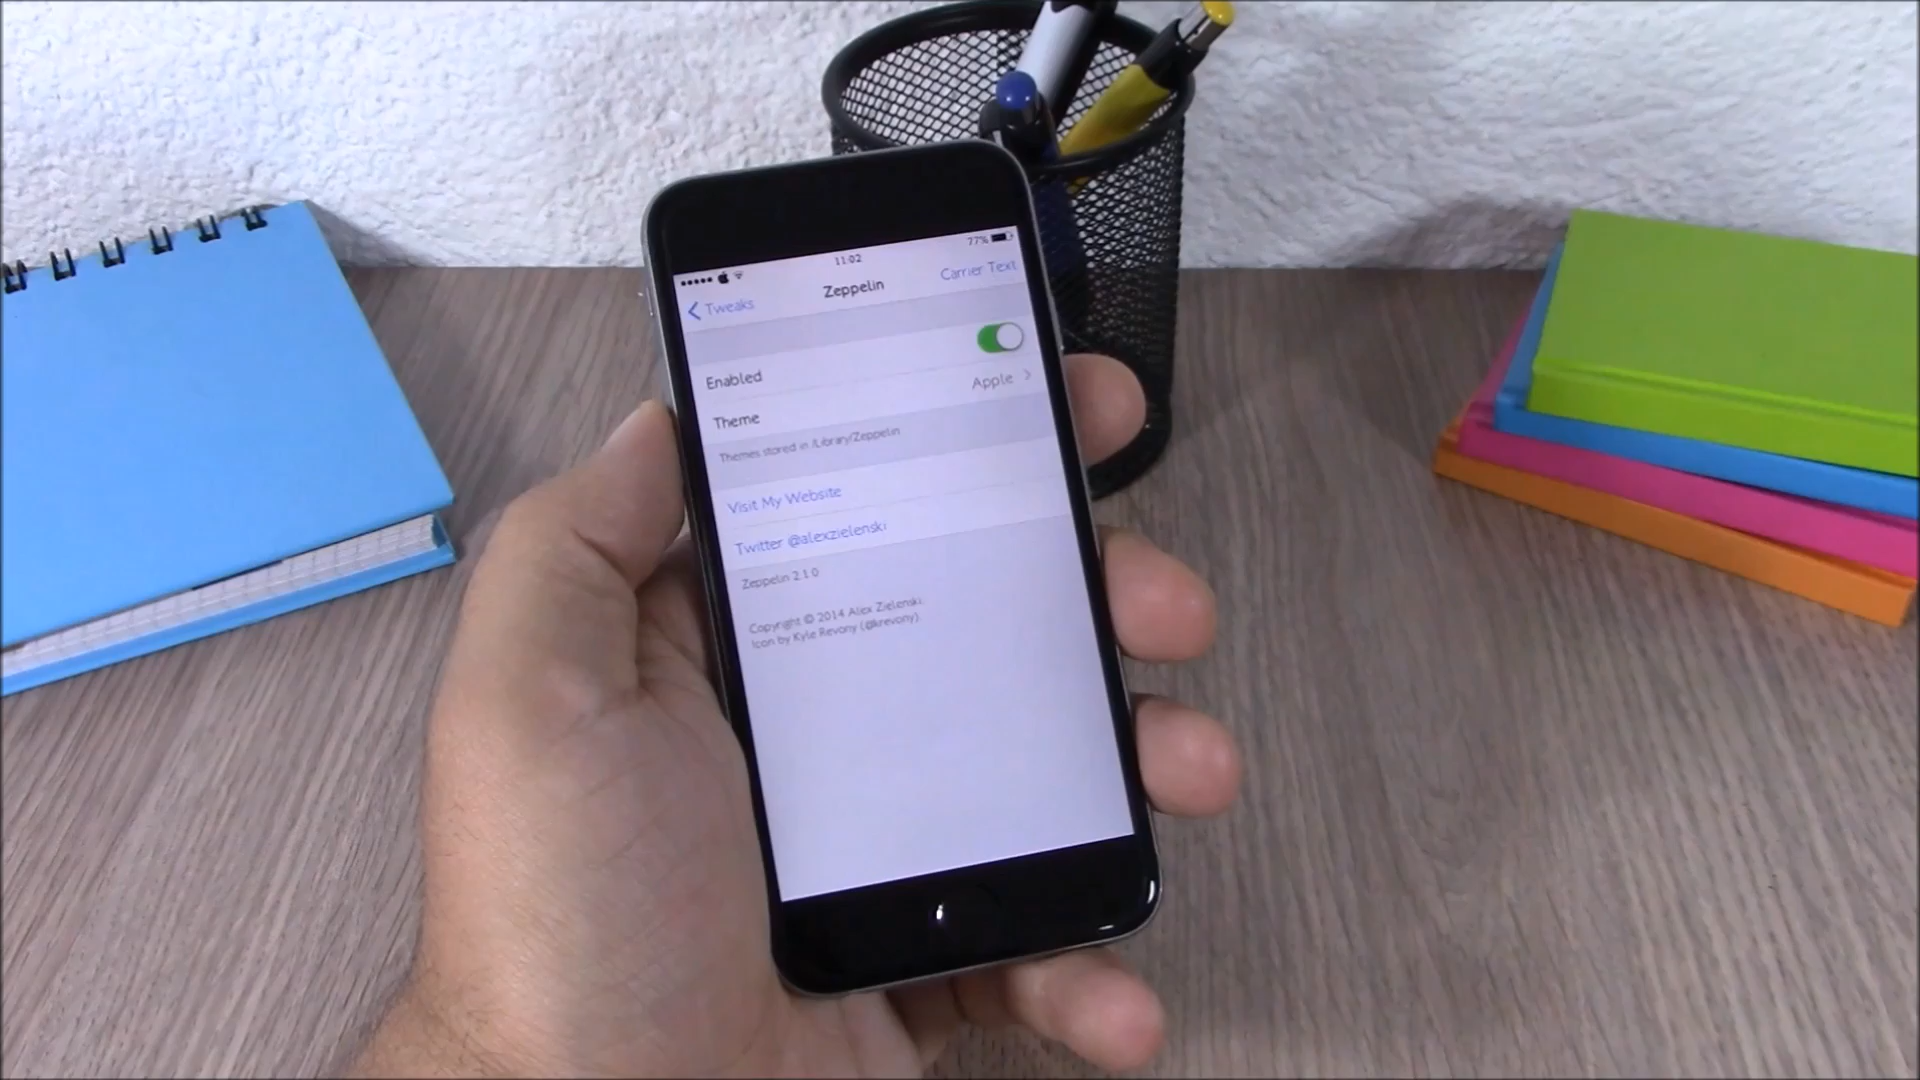 77%
11:02
Tweaks
Zeppelin
Carrier Text
Enabled
Theme
Apple
Themes stored in /Library/Zeppelin
Visit My Website
Twitter @alexzielenski
Zeppelin 2.1.0
Copyright © 2014 Alex Zielenski.
Icon by Kyle Revony (@krevony).